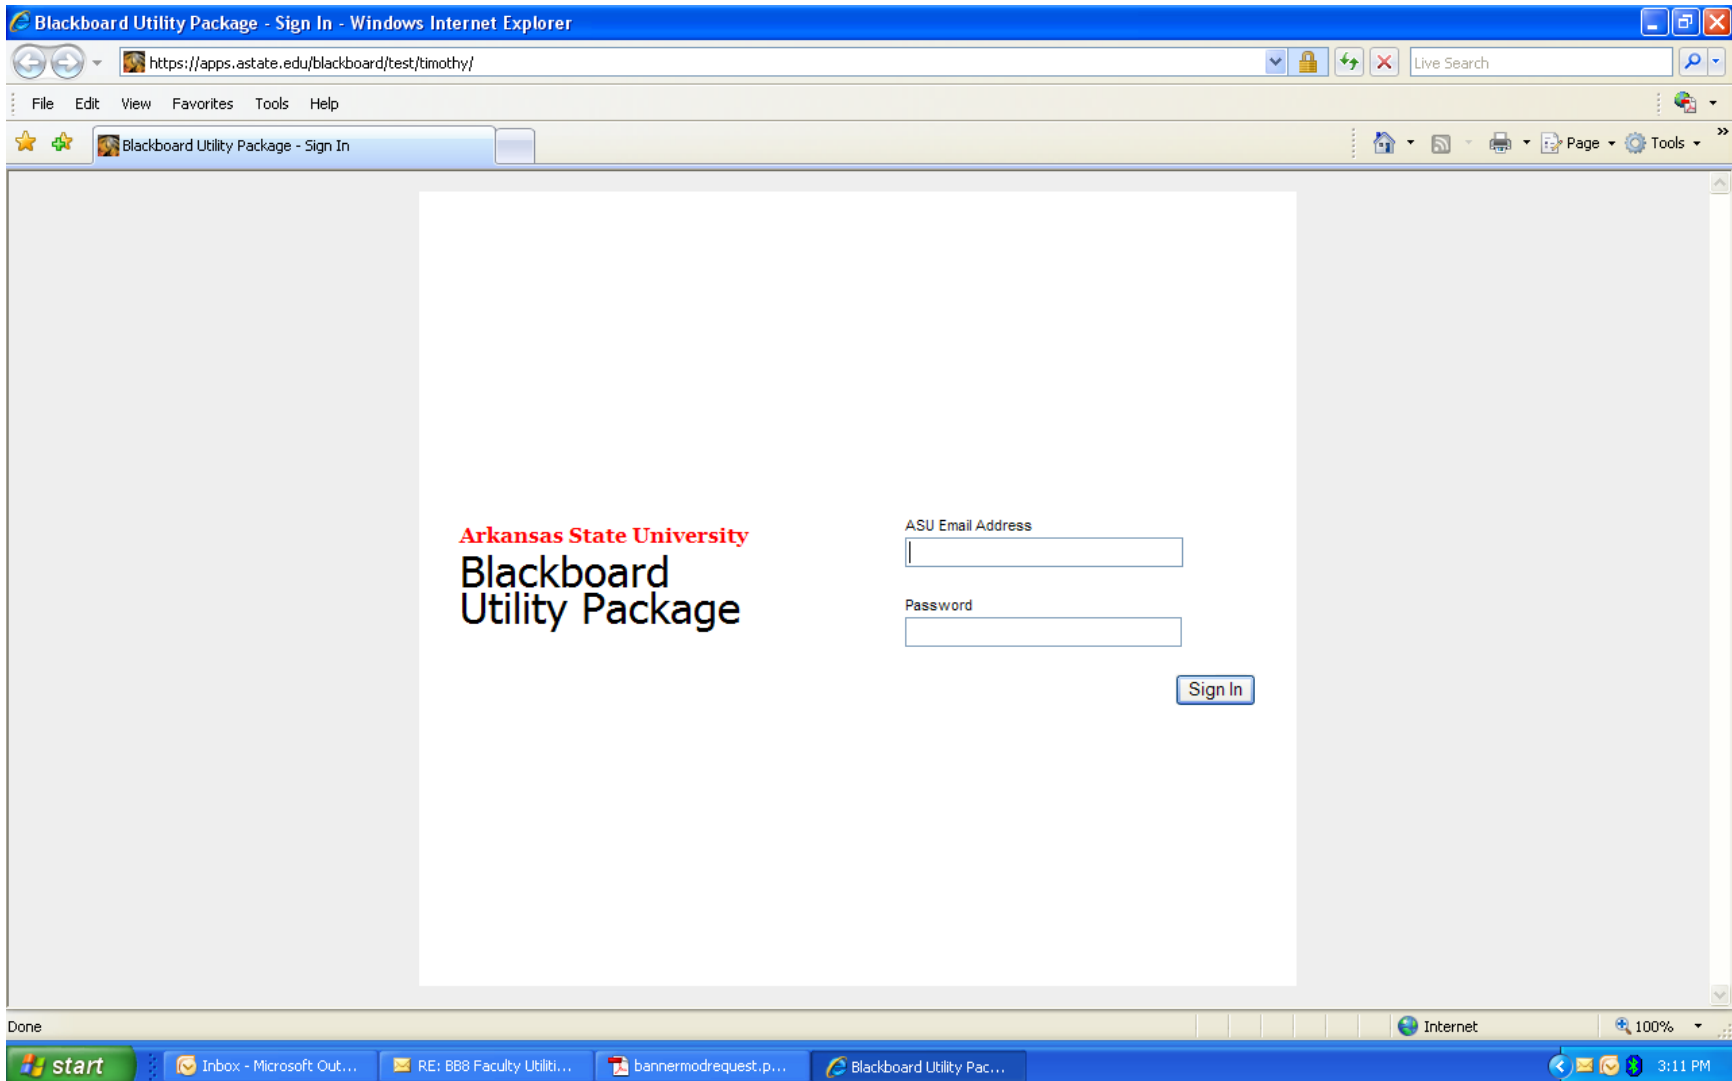 Blackboard Utility Package - Sign In - Windows Internet Explorer
https://apps.astate.edu/blackboard/test/timothy/
Live Search
File Edit View Favorites Tools Help
Blackboard Utility Package - Sign In
Page Tools
ASU Email Address
Arkansas State University
Blackboard
Utility Package
Password
Sign In
Done
Internet
100%
start
Inbox - Microsoft Out...
RE: BB8 Faculty Utiliti...
bannermodrequest.p...
Blackboard Utility Pac...
3:11 PM